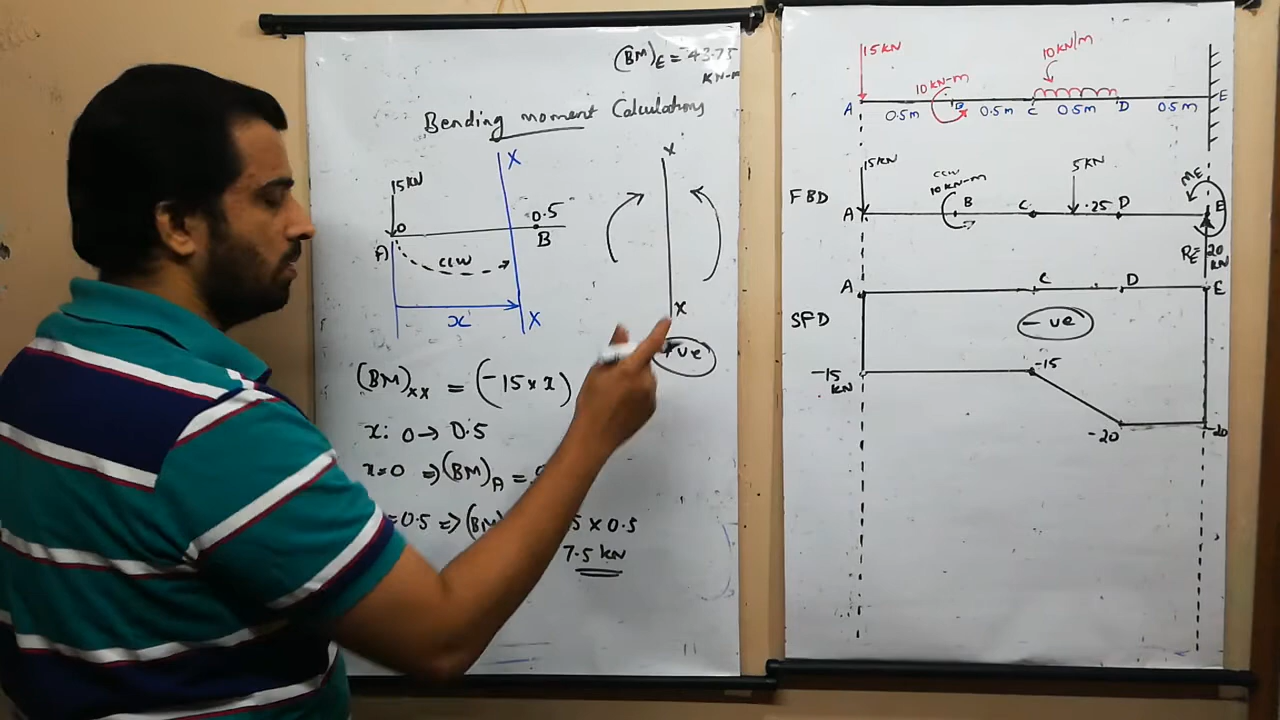 (BM)E = -43.75
KN-m
Bending moment Calculations
X
15KN
O
0.5
A
B
CCW
x
X
X
X
+ve
(BM)xx = (-15 × x)
x: 0 → 0.5
x=0 ⇒ (BM)A =
=0.5 ⇒ (BM)
5 × 0.5
7.5 kN
15KN
10KN/m
10KN-m
A
B
C
D
E
0.5m
0.5m
0.5m
0.5m
FBD
15KN
CCW
10KN-m
5 KN
ME
A
B
C
.25
D
E
RE=20
KN
A
C
D
E
SFD
-ve
-15
KN
-15
-20
-20